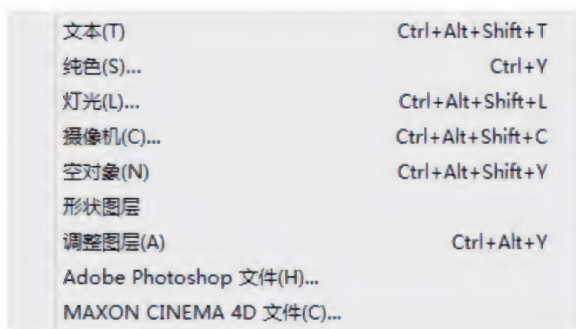 文本(T) Ctrl+Alt+Shift+T
纯色(S)... Ctrl+Y
灯光(L)... Ctrl+Alt+Shift+L
摄像机(C)... Ctrl+Alt+Shift+C
空对象(N) Ctrl+Alt+Shift+Y
形状图层
调整图层(A) Ctrl+Alt+Y
Adobe Photoshop 文件(H)...
MAXON CINEMA 4D 文件(C)...